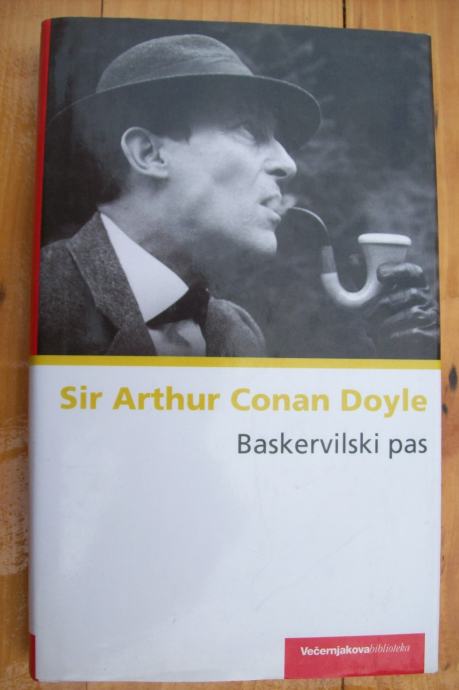 Sir Arthur Conan Doyle
Baskervilski pas
Večernjakovabiblioteka